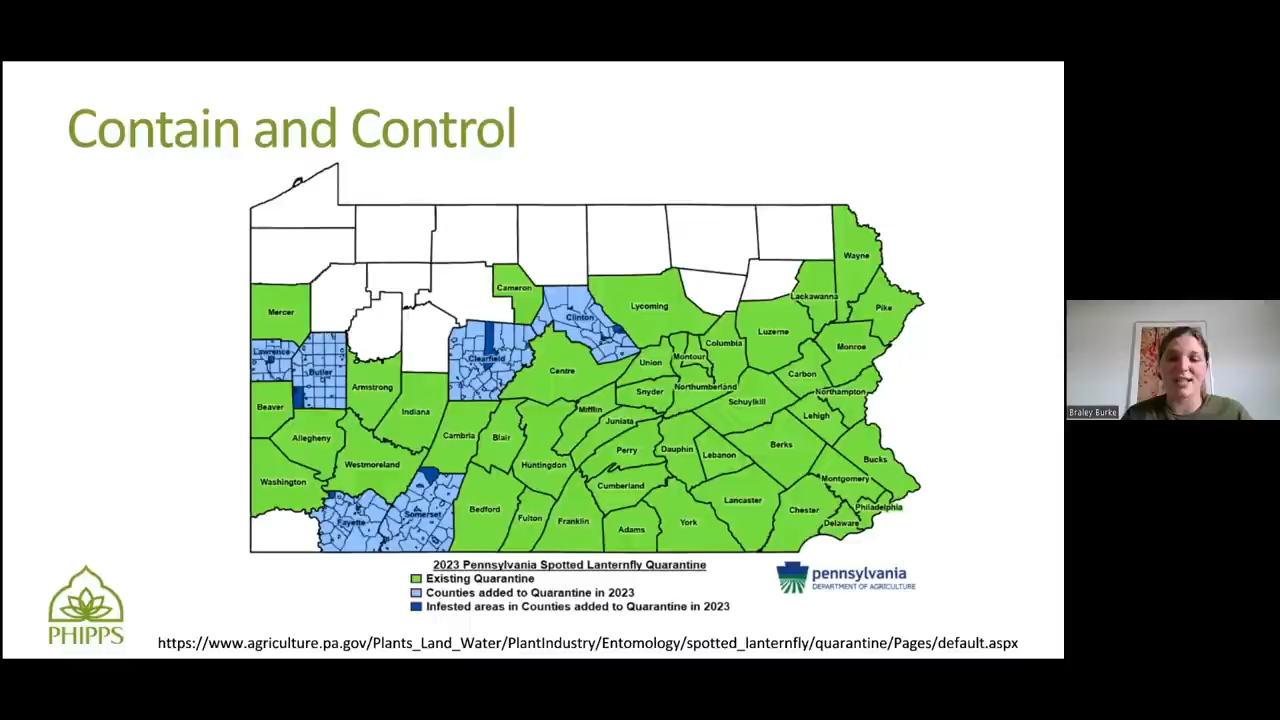 Contain and Control
Wayne
Cameron
Lackawanna
Lycoming
Pike
Mercer
Clinton
Luzerne
Columbia
Monroe
Lawrence
Clearfield
Union
Montour
Butler
Centre
Carbon
Armstrong
Snyder
Northumberland
Northampton
Schuylkill
Beaver
Indiana
Mifflin
Lehigh
Juniata
Allegheny
Cambria
Blair
Berks
Perry
Dauphin
Lebanon
Bucks
Westmoreland
Huntingdon
Montgomery
Washington
Cumberland
Lancaster
Philadelphia
Bedford
Chester
Somerset
Fulton
Franklin
Adams
York
Delaware
Fayette
2023 Pennsylvania Spotted Lanternfly Quarantine
Existing Quarantine
Counties added to Quarantine in 2023
Infested areas in Counties added to Quarantine in 2023
pennsylvania
DEPARTMENT OF AGRICULTURE
PHIPPS
https://www.agriculture.pa.gov/Plants_Land_Water/PlantIndustry/Entomology/spotted_lanternfly/quarantine/Pages/default.aspx
Braley Burke